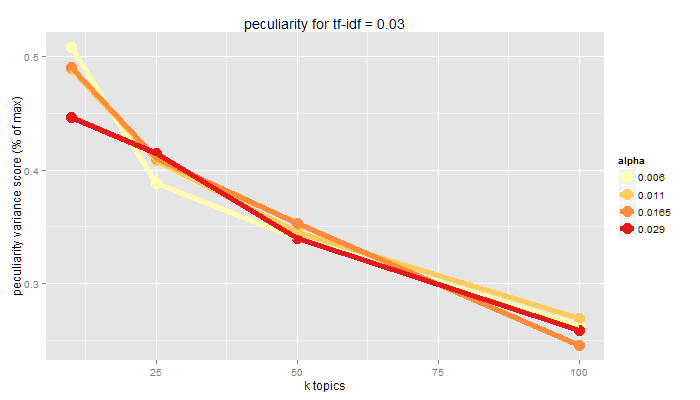 peculiarity for tf-idf = 0.03
peculiarity variance score (% of max)
0.5
0.4
0.3
25
50
75
100
k topics
alpha
0.006
0.011
0.0165
0.029